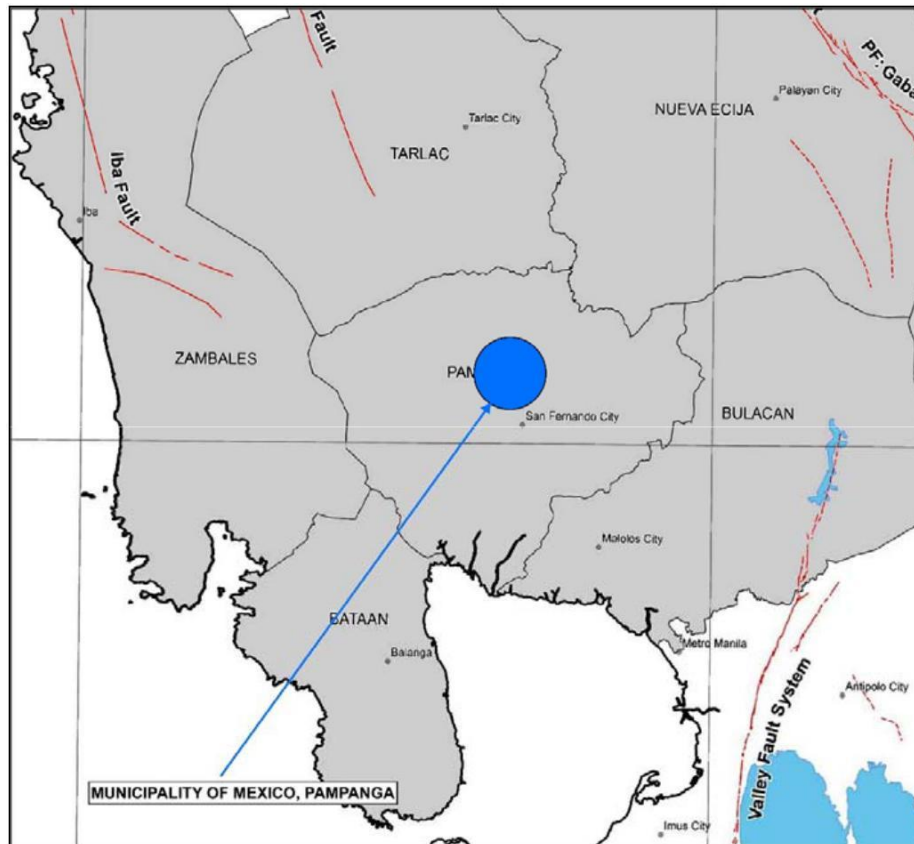 Fault
PF: Gaba
Palayan City
NUEVA ECIJA
Tarlac City
TARLAC
Iba Fault
Iba
ZAMBALES
PAM
San Fernando City
BULACAN
Malolos City
BATAAN
Balanga
Metro Manila
Antipolo City
Valley Fault System
MUNICIPALITY OF MEXICO, PAMPANGA
Imus City